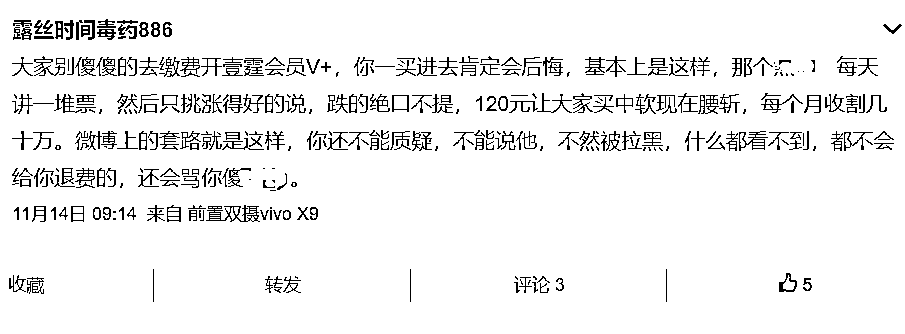 露丝时间毒药886
大家别傻傻的去缴费开壹霆会员V+，你一买进去肯定会后悔，基本上是这样，那个 每天
讲一堆票，然后只挑涨得好的说，跌的绝口不提，120元让大家买中软现在腰斩，每个月收割几
十万。微博上的套路就是这样，你还不能质疑，不能说他，不然被拉黑，什么都看不到，都不会
给你退费的，还会骂你傻 )。
11月14日 09:14 来自 前置双摄vivo X9
收藏 转发 评论 3 5